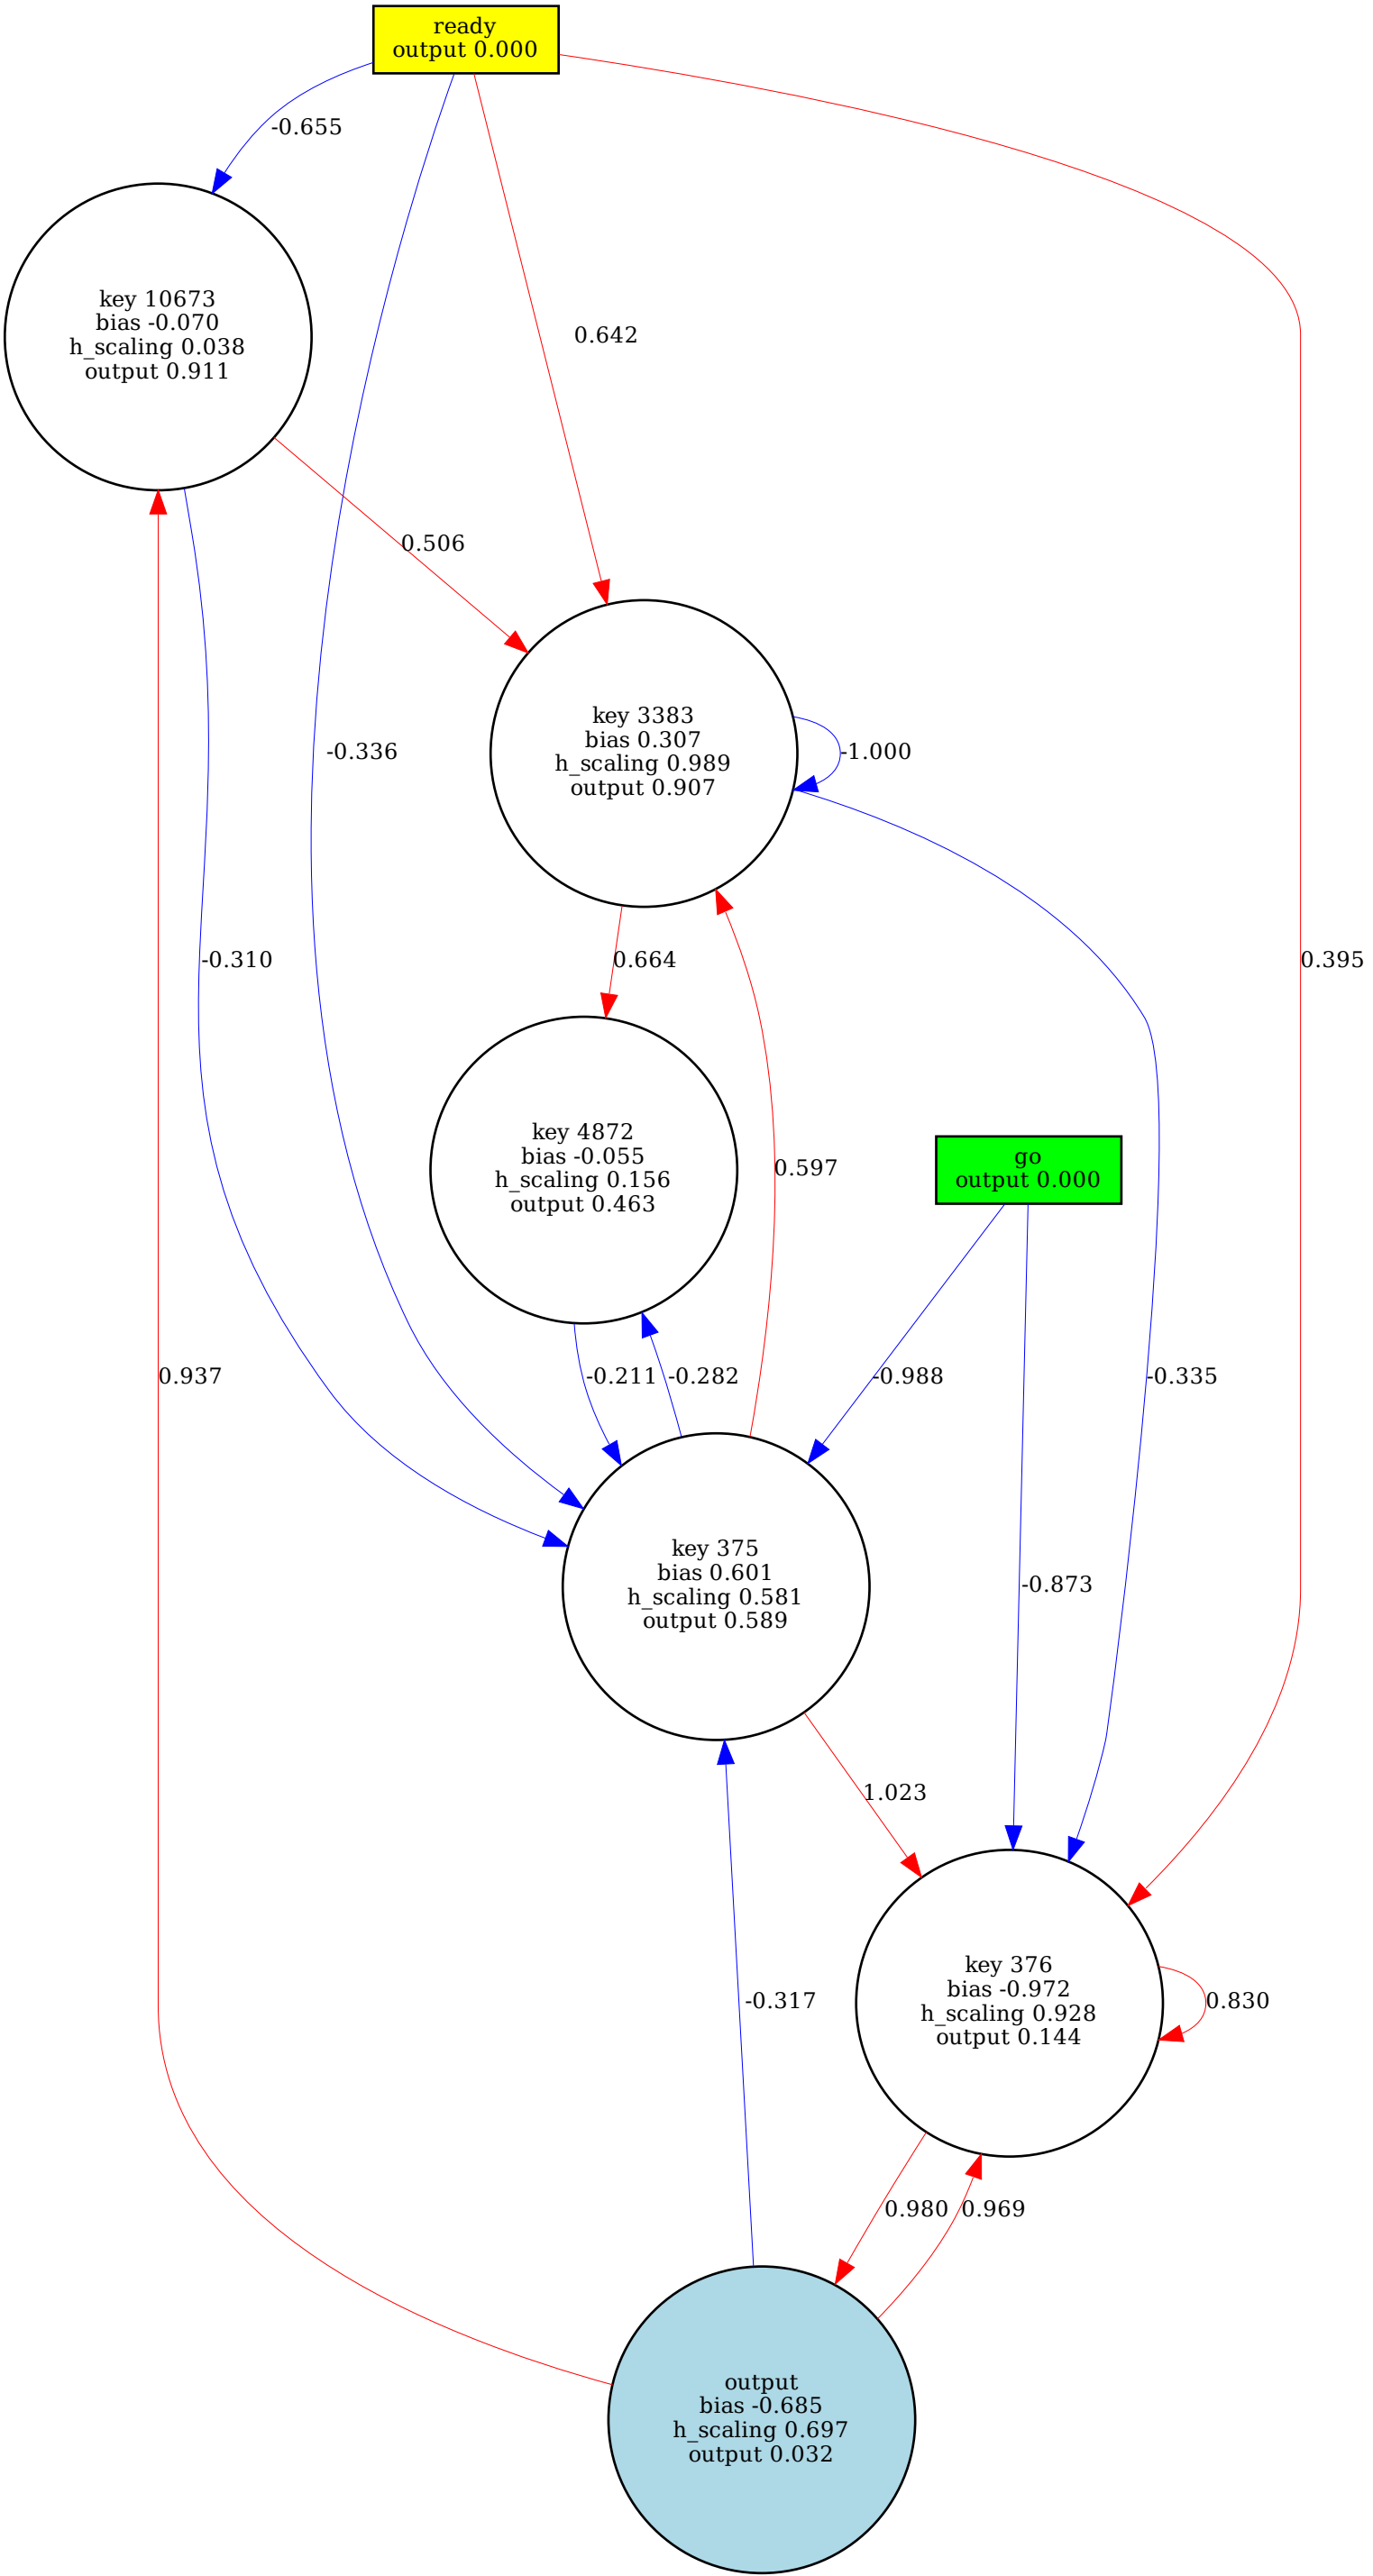 ready
output 0.000
-0.655
key 10673
bias -0.070
h_scaling 0.038
output 0.911
0.642
0.506
key 3383
bias 0.307
h_scaling 0.989
output 0.907
-1.000
-0.336
-0.310
0.664
0.395
key 4872
bias -0.055
h_scaling 0.156
output 0.463
0.597
go
output 0.000
0.937
-0.211
-0.282
-0.988
-0.335
key 375
bias 0.601
h_scaling 0.581
output 0.589
-0.873
1.023
key 376
bias -0.972
h_scaling 0.928
output 0.144
-0.317
0.830
0.980
0.969
output
bias -0.685
h_scaling 0.697
output 0.032